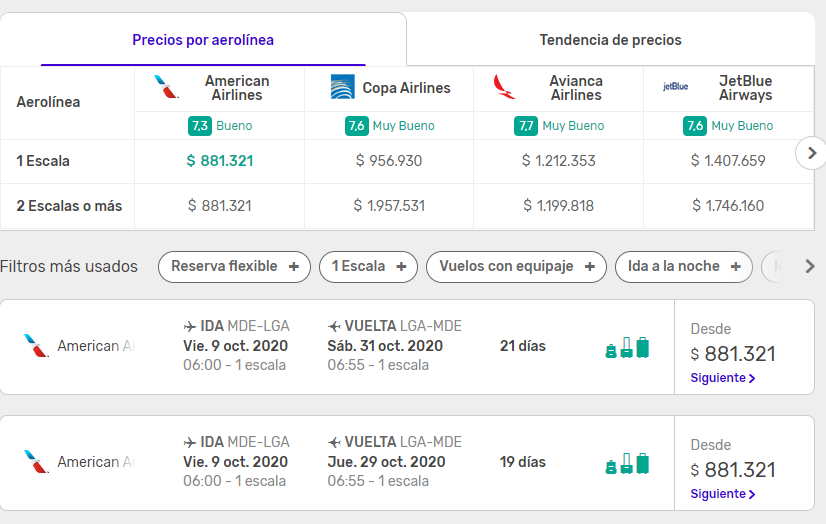 Precios por aerolínea
Tendencia de precios
Aerolínea
American Airlines
Copa Airlines
Avianca Airlines
jetBlue
JetBlue Airways
7,3 Bueno
7,6 Muy Bueno
7,7 Muy Bueno
7,6 Muy Bueno
1 Escala
$ 881.321
$ 956.930
$ 1.212.353
$ 1.407.659
2 Escalas o más
$ 881.321
$ 1.957.531
$ 1.199.818
$ 1.746.160
Filtros más usados
Reserva flexible +
1 Escala +
Vuelos con equipaje +
Ida a la noche +
American
IDA MDE-LGA
Vie. 9 oct. 2020
06:00 - 1 escala
VUELTA LGA-MDE
Sáb. 31 oct. 2020
06:55 - 1 escala
21 días
Desde
$ 881.321
Siguiente
American
IDA MDE-LGA
Vie. 9 oct. 2020
06:00 - 1 escala
VUELTA LGA-MDE
Jue. 29 oct. 2020
06:55 - 1 escala
19 días
Desde
$ 881.321
Siguiente